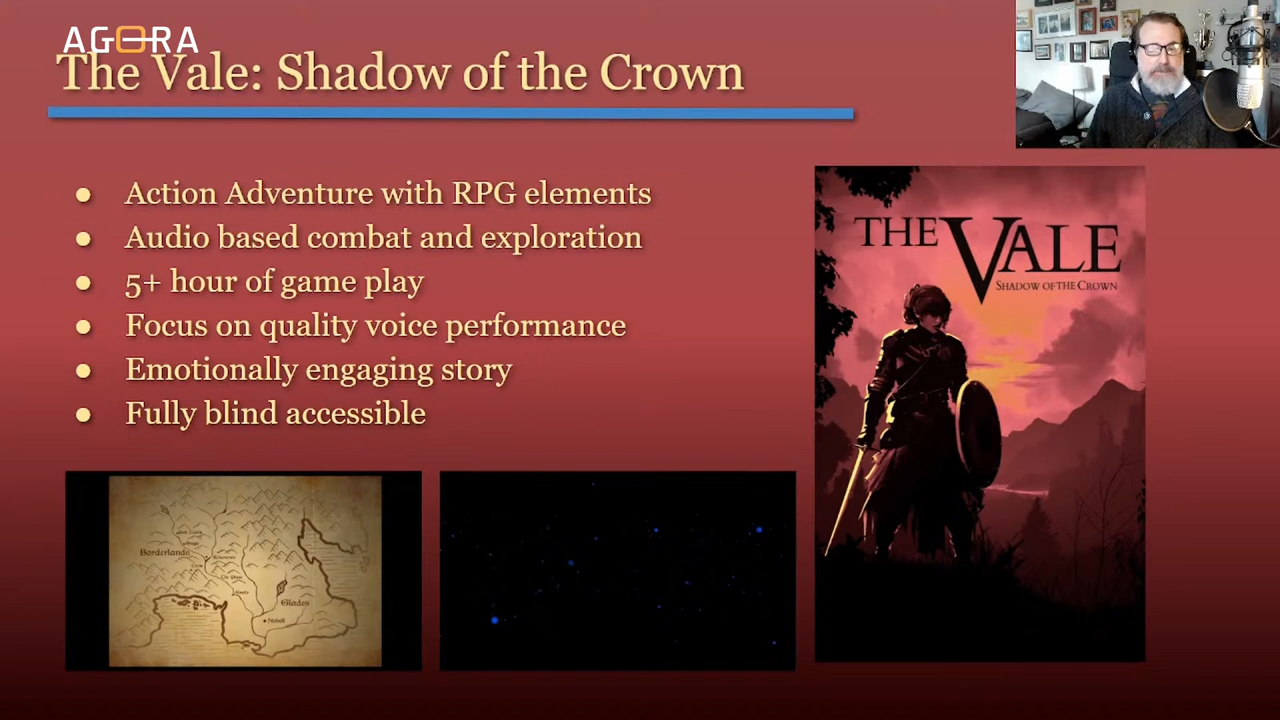 AGORA
The Vale: Shadow of the Crown
● Action Adventure with RPG elements
● Audio based combat and exploration
● 5+ hour of game play
● Focus on quality voice performance
● Emotionally engaging story
● Fully blind accessible
THE VALE
SHADOW OF THE CROWN
Borderlands
Glades